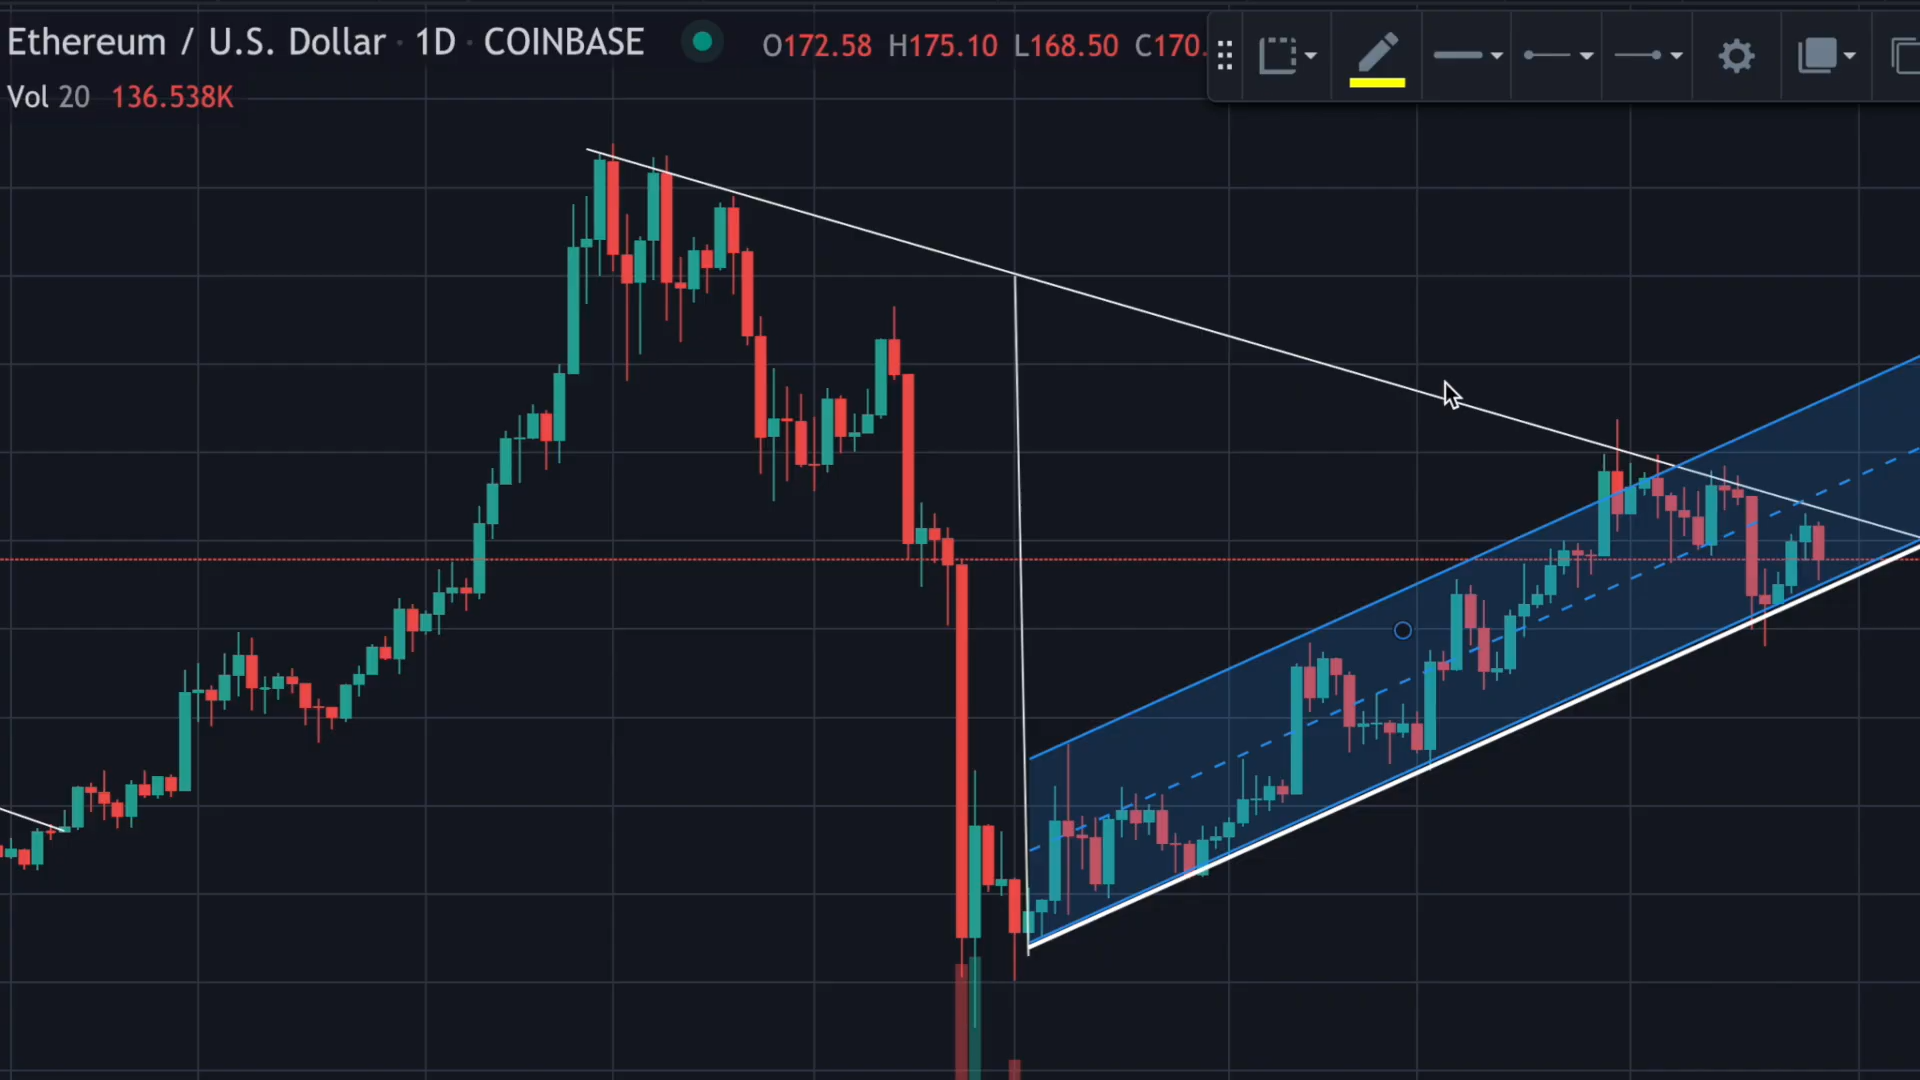 Ethereum / U.S. Dollar · 1D · COINBASE O172.58 H175.10 L168.50 C170.
Vol 20 136.538K